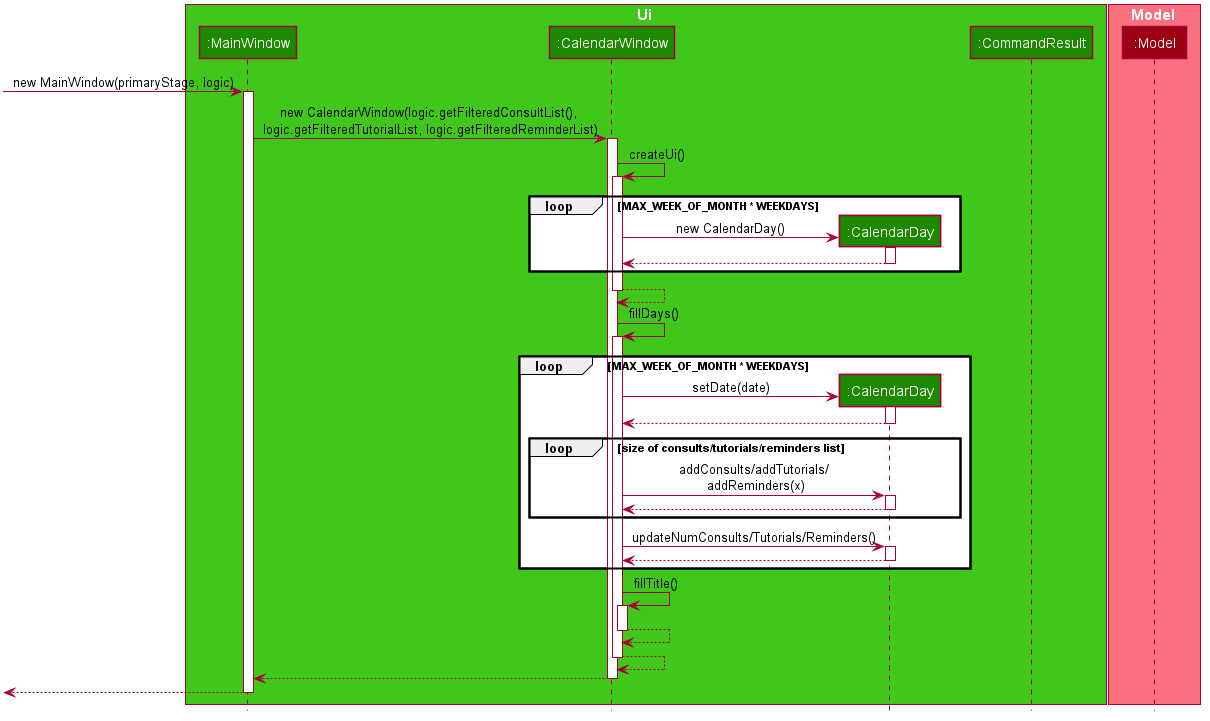 Ui
Model
:MainWindow
:CalendarWindow
:CommandResult
:Model
new MainWindow(primaryStage, logic)
new CalendarWindow(logic.getFilteredConsultList(),
logic.getFilteredTutorialList, logic.getFilteredReminderList)
createUi()
loop
[MAX_WEEK_OF_MONTH * WEEKDAYS]
new CalendarDay()
:CalendarDay
fillDays()
loop
[MAX_WEEK_OF_MONTH * WEEKDAYS]
setDate(date)
:CalendarDay
loop
[size of consults/tutorials/reminders list]
addConsults/addTutorials/
addReminders(x)
updateNumConsults/Tutorials/Reminders()
fillTitle()